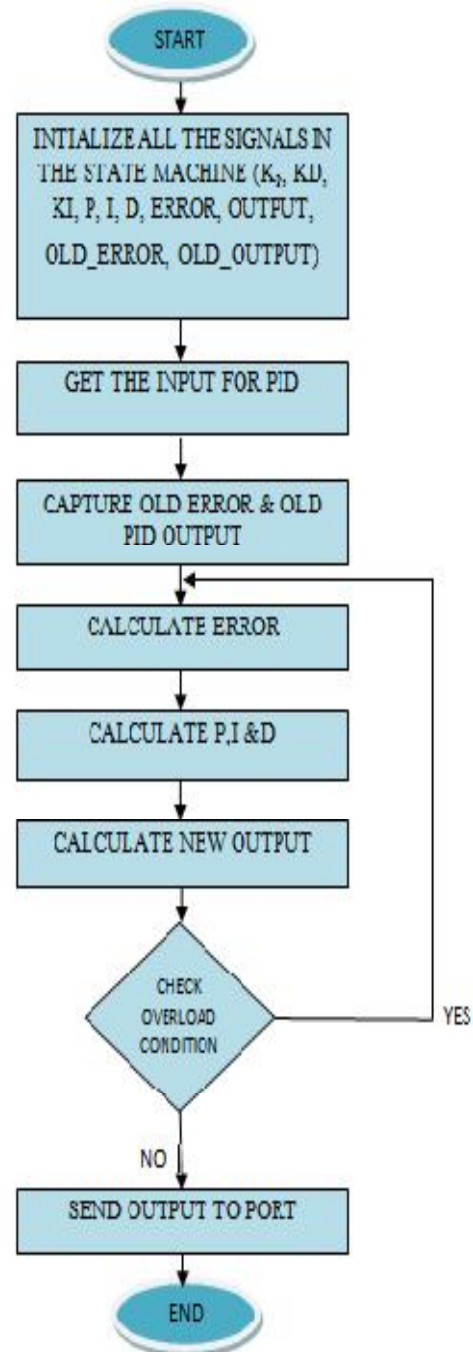 START
INTIALIZE ALL THE SIGNALS IN
THE STATE MACHINE (KP, KD,
KI, P, I, D, ERROR, OUTPUT,
OLD_ERROR, OLD_OUTPUT)
GET THE INPUT FOR PID
CAPTURE OLD ERROR & OLD
PID OUTPUT
CALCULATE ERROR
CALCULATE P,I &D
CALCULATE NEW OUTPUT
CHECK
OVERLOAD
CONDITION
YES
NO
SEND OUTPUT TO PORT
END